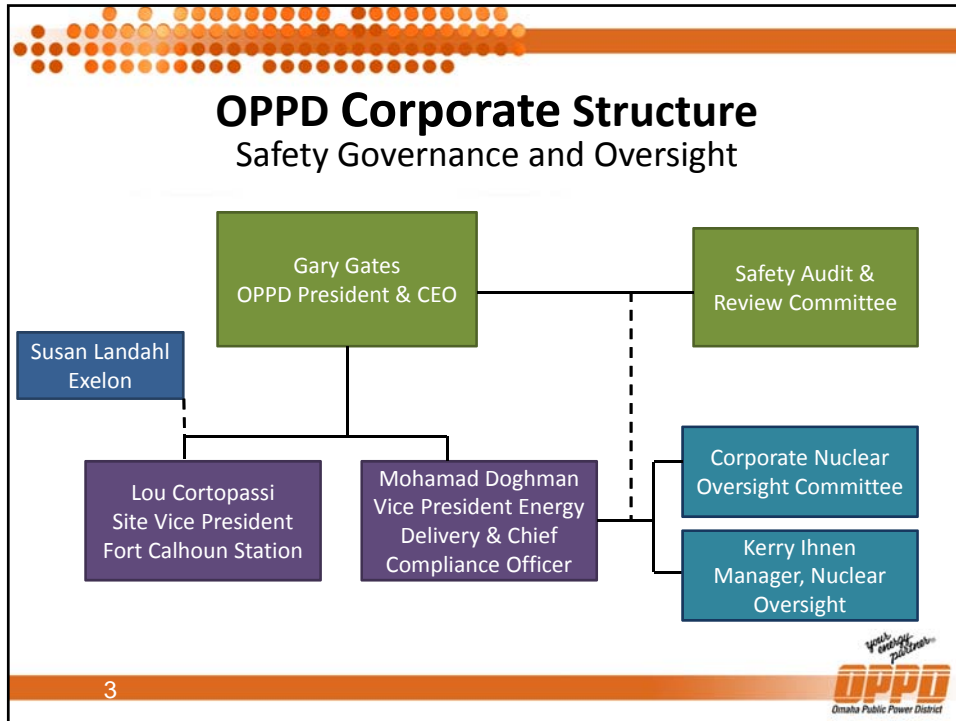 OPPD Corporate Structure
Safety Governance and Oversight
Gary Gates
OPPD President & CEO
Safety Audit &
Review Committee
Susan Landahl
Exelon
Lou Cortopassi
Site Vice President
Fort Calhoun Station
Mohamad Doghman
Vice President Energy
Delivery & Chief
Compliance Officer
Corporate Nuclear
Oversight Committee
Kerry Ihnen
Manager, Nuclear
Oversight
3
your
energy
partner
OPPD
Omaha Public Power District